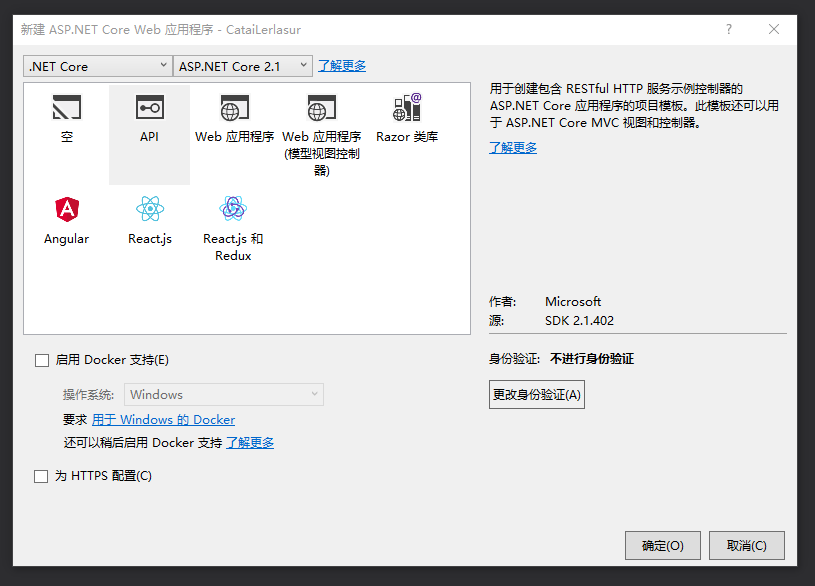 新建 ASP.NET Core Web 应用程序 - CataiLerlasur
?
.NET Core
ASP.NET Core 2.1
了解更多
空
API
Web 应用程序
Web 应用程序
(模型视图控制
器)
Razor 类库
Angular
React.js
React.js 和
Redux
用于创建包含 RESTful HTTP 服务示例控制器的
ASP.NET Core 应用程序的项目模板。此模板还可以用
于 ASP.NET Core MVC 视图和控制器。
了解更多
作者: Microsoft
源: SDK 2.1.402
启用 Docker 支持(E)
操作系统: Windows
要求 用于 Windows 的 Docker
还可以稍后启用 Docker 支持 了解更多
为 HTTPS 配置(C)
身份验证: 不进行身份验证
更改身份验证(A)
确定(O)
取消(C)